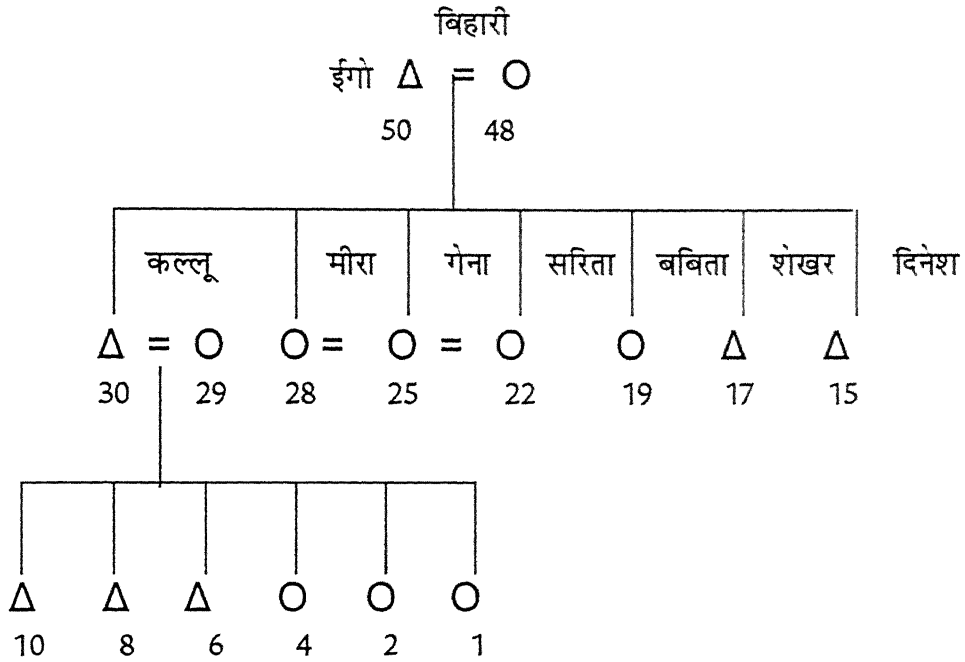 बिहारी
ईगो Δ = O
50 48
कल्लू मीरा गेना सरिता बबिता शेखर दिनेश
Δ = O O = O = O O Δ Δ
30 29 28 25 22 19 17 15
Δ Δ Δ O O O
10 8 6 4 2 1